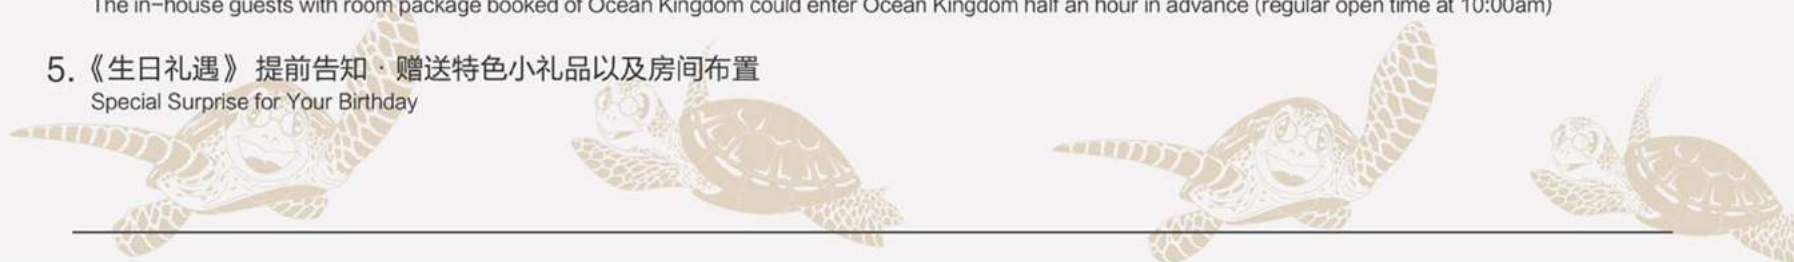 The in-house guests with room package booked of Ocean Kingdom could enter Ocean Kingdom half an hour in advance (regular open time at 10:00am)
5.《生日礼遇》提前告知·赠送特色小礼品以及房间布置
Special Surprise for Your Birthday